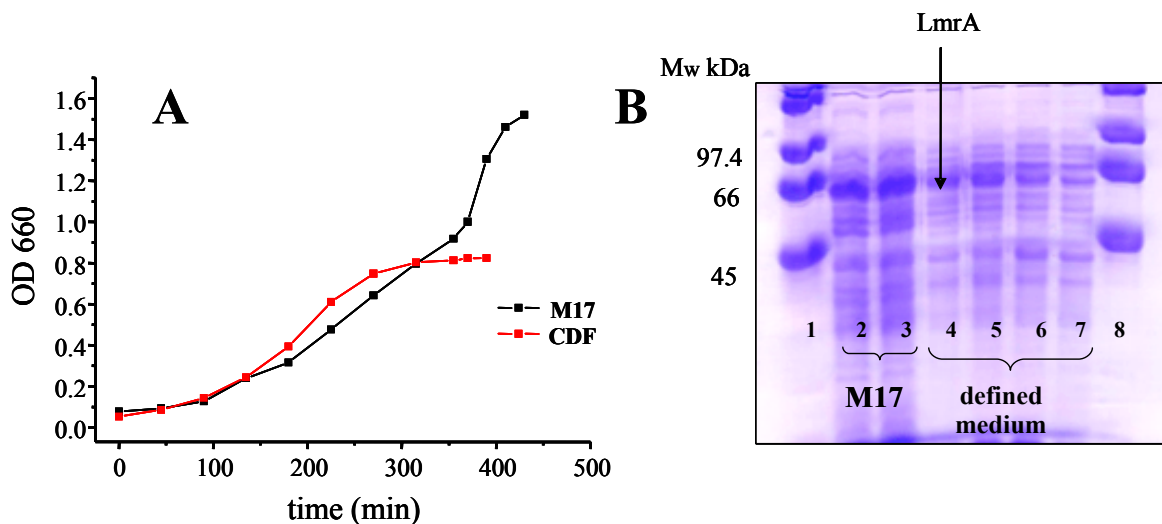 A
OD 660
1.6
1.4
1.2
1.0
0.8
0.6
0.4
0.2
0.0
0 100 200 300 400 500
time (min)
M17
CDF
B
LmrA
Mw kDa
97.4
66
45
1 2 3 4 5 6 7 8
M17
defined
medium